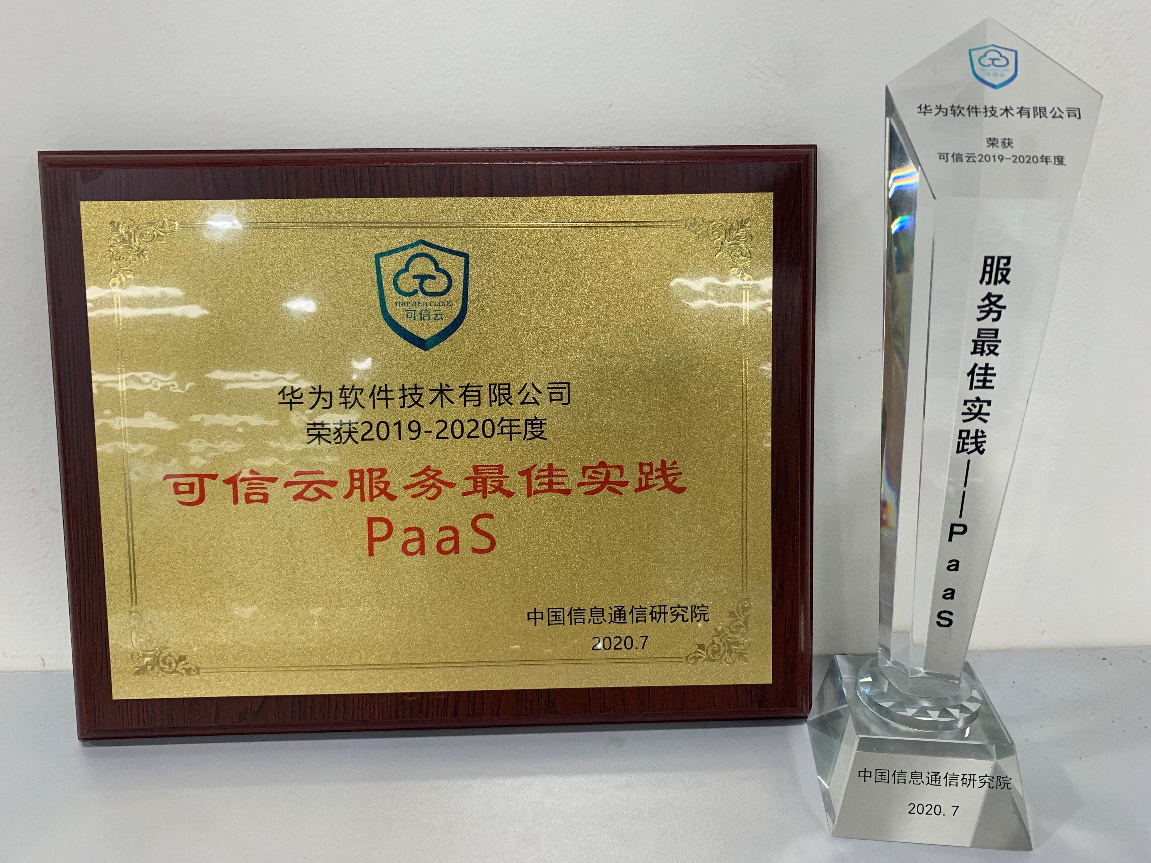 可信云
华为软件技术有限公司
荣获2019-2020年度
可信云服务最佳实践
PaaS
中国信息通信研究院
2020.7
华为软件技术有限公司
荣获
可信云2019-2020年度
服务最佳实践——PaaS
中国信息通信研究院
2020.7